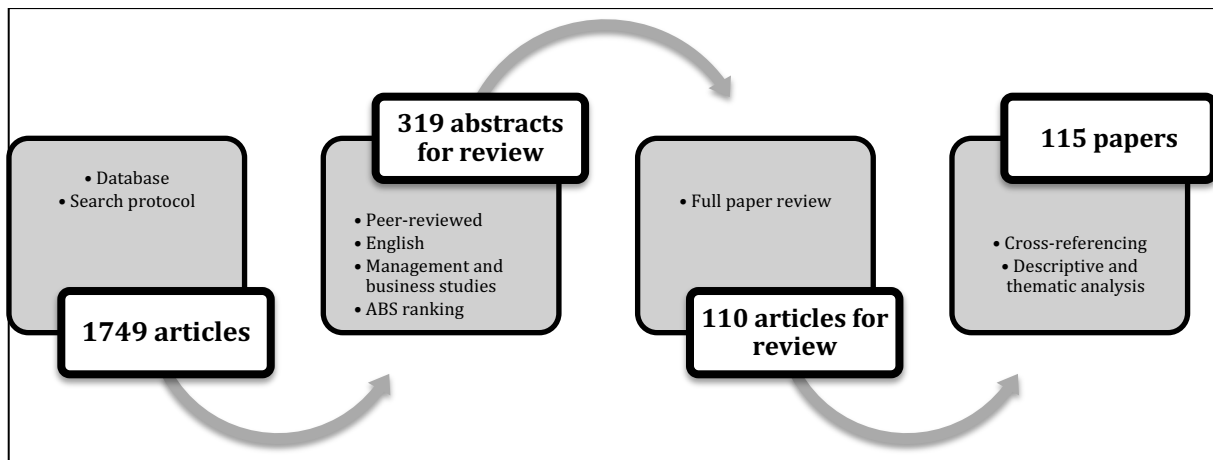 • Database
• Search protocol
1749 articles
319 abstracts
for review
• Peer-reviewed
• English
• Management and
business studies
• ABS ranking
• Full paper review
110 articles for
review
115 papers
• Cross-referencing
• Descriptive and
thematic analysis